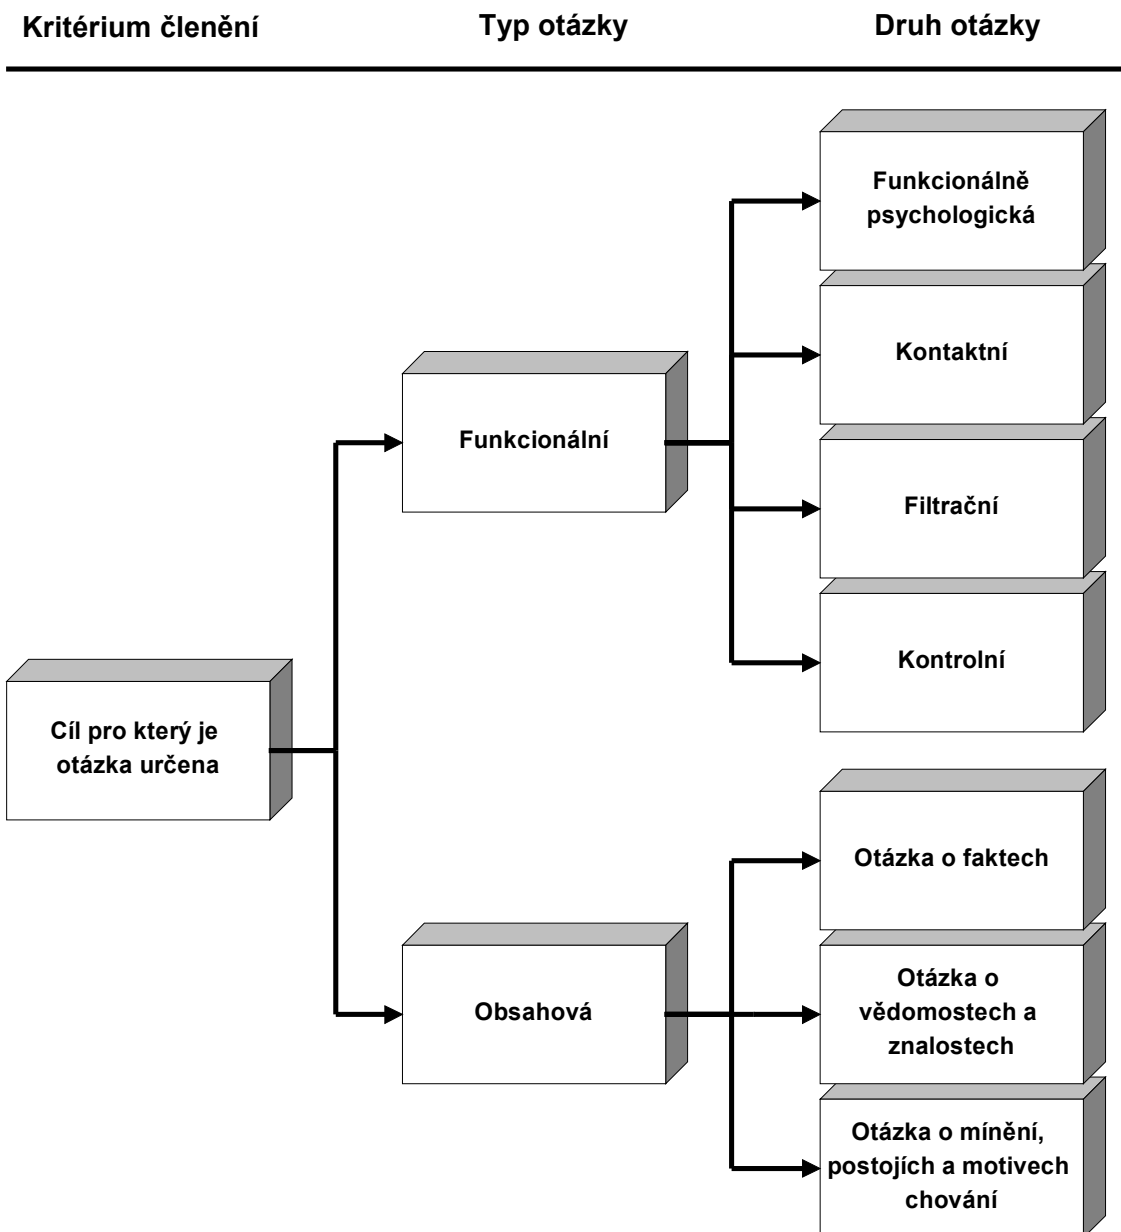 Kritérium členění
Typ otázky
Druh otázky
Funkcionálně
psychologická
Kontaktní
Funkcionální
Filtrační
Kontrolní
Cíl pro který je
otázka určena
Otázka o faktech
Obsahová
Otázka o
vědomostech a
znalostech
Otázka o mínění,
postojích a motivech
chování